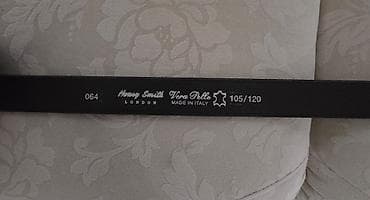 064 Henry Smith Vera Pelle 105/120
LONDON MADE IN ITALY